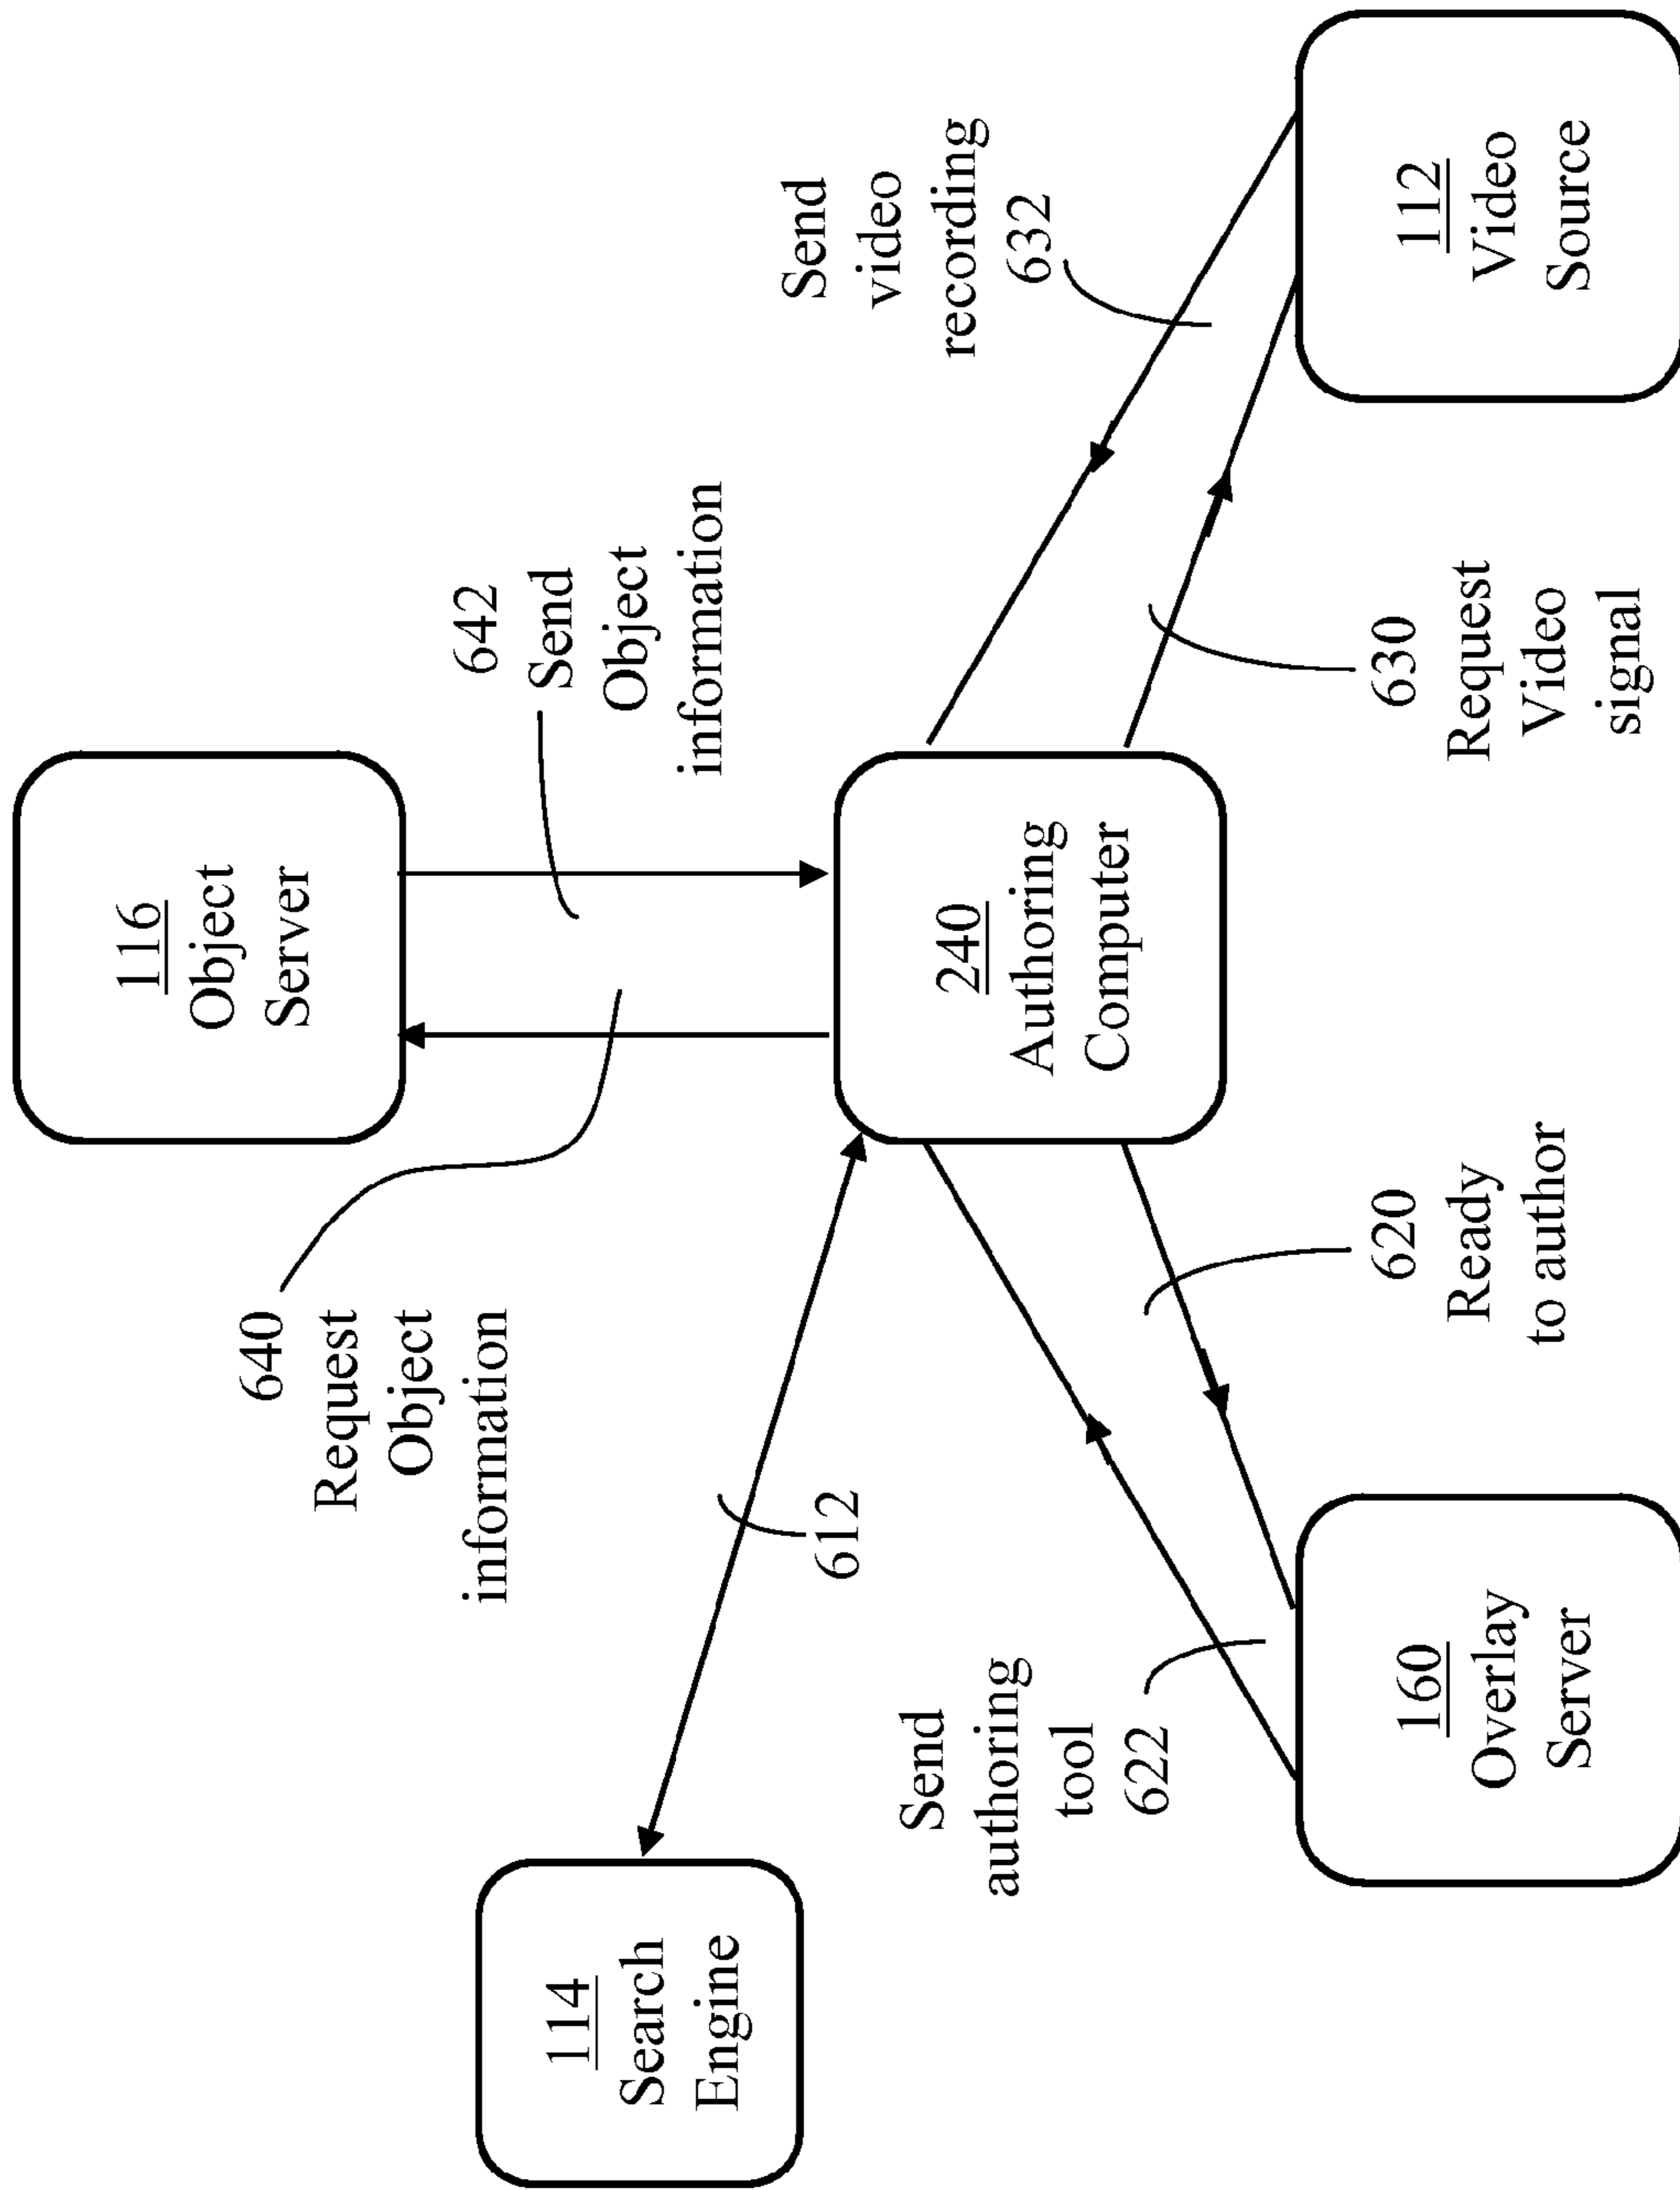 116
Object
Server
642
Send
Object
information
640
Request
Object
information
114
Search
Engine
612
240
Authoring
Computer
Send
video
recording
632
Send
authoring
tool
622
620
Ready
to author
630
Request
Video
signal
160
Overlay
Server
112
Video
Source